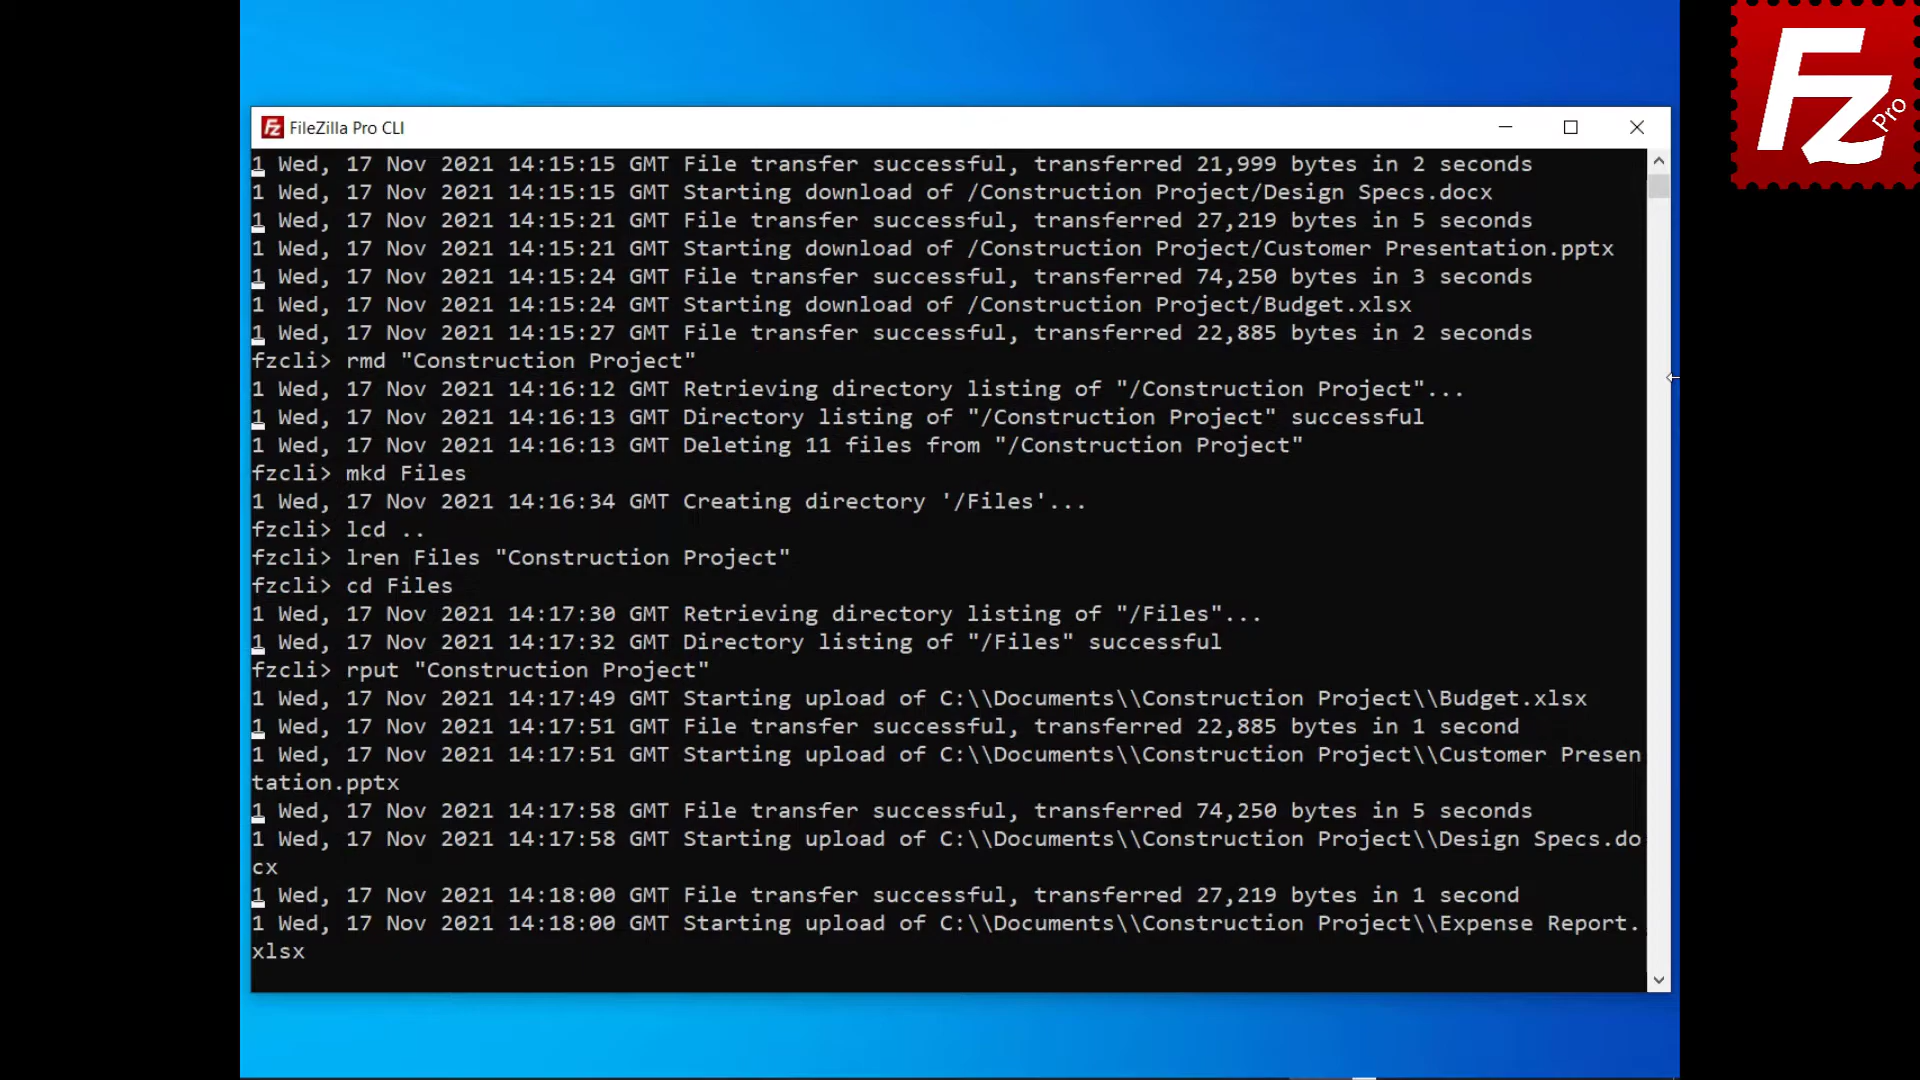 Fz Pro
Fz FileZilla Pro CLI
1 Wed, 17 Nov 2021 14:15:15 GMT File transfer successful, transferred 21,999 bytes in 2 seconds
1 Wed, 17 Nov 2021 14:15:15 GMT Starting download of /Construction Project/Design Specs.docx
1 Wed, 17 Nov 2021 14:15:21 GMT File transfer successful, transferred 27,219 bytes in 5 seconds
1 Wed, 17 Nov 2021 14:15:21 GMT Starting download of /Construction Project/Customer Presentation.pptx
1 Wed, 17 Nov 2021 14:15:24 GMT File transfer successful, transferred 74,250 bytes in 3 seconds
1 Wed, 17 Nov 2021 14:15:24 GMT Starting download of /Construction Project/Budget.xlsx
1 Wed, 17 Nov 2021 14:15:27 GMT File transfer successful, transferred 22,885 bytes in 2 seconds
fzcli> rmd "Construction Project"
1 Wed, 17 Nov 2021 14:16:12 GMT Retrieving directory listing of "/Construction Project"...
1 Wed, 17 Nov 2021 14:16:13 GMT Directory listing of "/Construction Project" successful
1 Wed, 17 Nov 2021 14:16:13 GMT Deleting 11 files from "/Construction Project"
fzcli> mkd Files
1 Wed, 17 Nov 2021 14:16:34 GMT Creating directory '/Files'...
fzcli> lcd ..
fzcli> lren Files "Construction Project"
fzcli> cd Files
1 Wed, 17 Nov 2021 14:17:30 GMT Retrieving directory listing of "/Files"...
1 Wed, 17 Nov 2021 14:17:32 GMT Directory listing of "/Files" successful
fzcli> rput "Construction Project"
1 Wed, 17 Nov 2021 14:17:49 GMT Starting upload of C:\\Documents\\Construction Project\\Budget.xlsx
1 Wed, 17 Nov 2021 14:17:51 GMT File transfer successful, transferred 22,885 bytes in 1 second
1 Wed, 17 Nov 2021 14:17:51 GMT Starting upload of C:\\Documents\\Construction Project\\Customer Presen
tation.pptx
1 Wed, 17 Nov 2021 14:17:58 GMT File transfer successful, transferred 74,250 bytes in 5 seconds
1 Wed, 17 Nov 2021 14:17:58 GMT Starting upload of C:\\Documents\\Construction Project\\Design Specs.do
cx
1 Wed, 17 Nov 2021 14:18:00 GMT File transfer successful, transferred 27,219 bytes in 1 second
1 Wed, 17 Nov 2021 14:18:00 GMT Starting upload of C:\\Documents\\Construction Project\\Expense Report.
xlsx